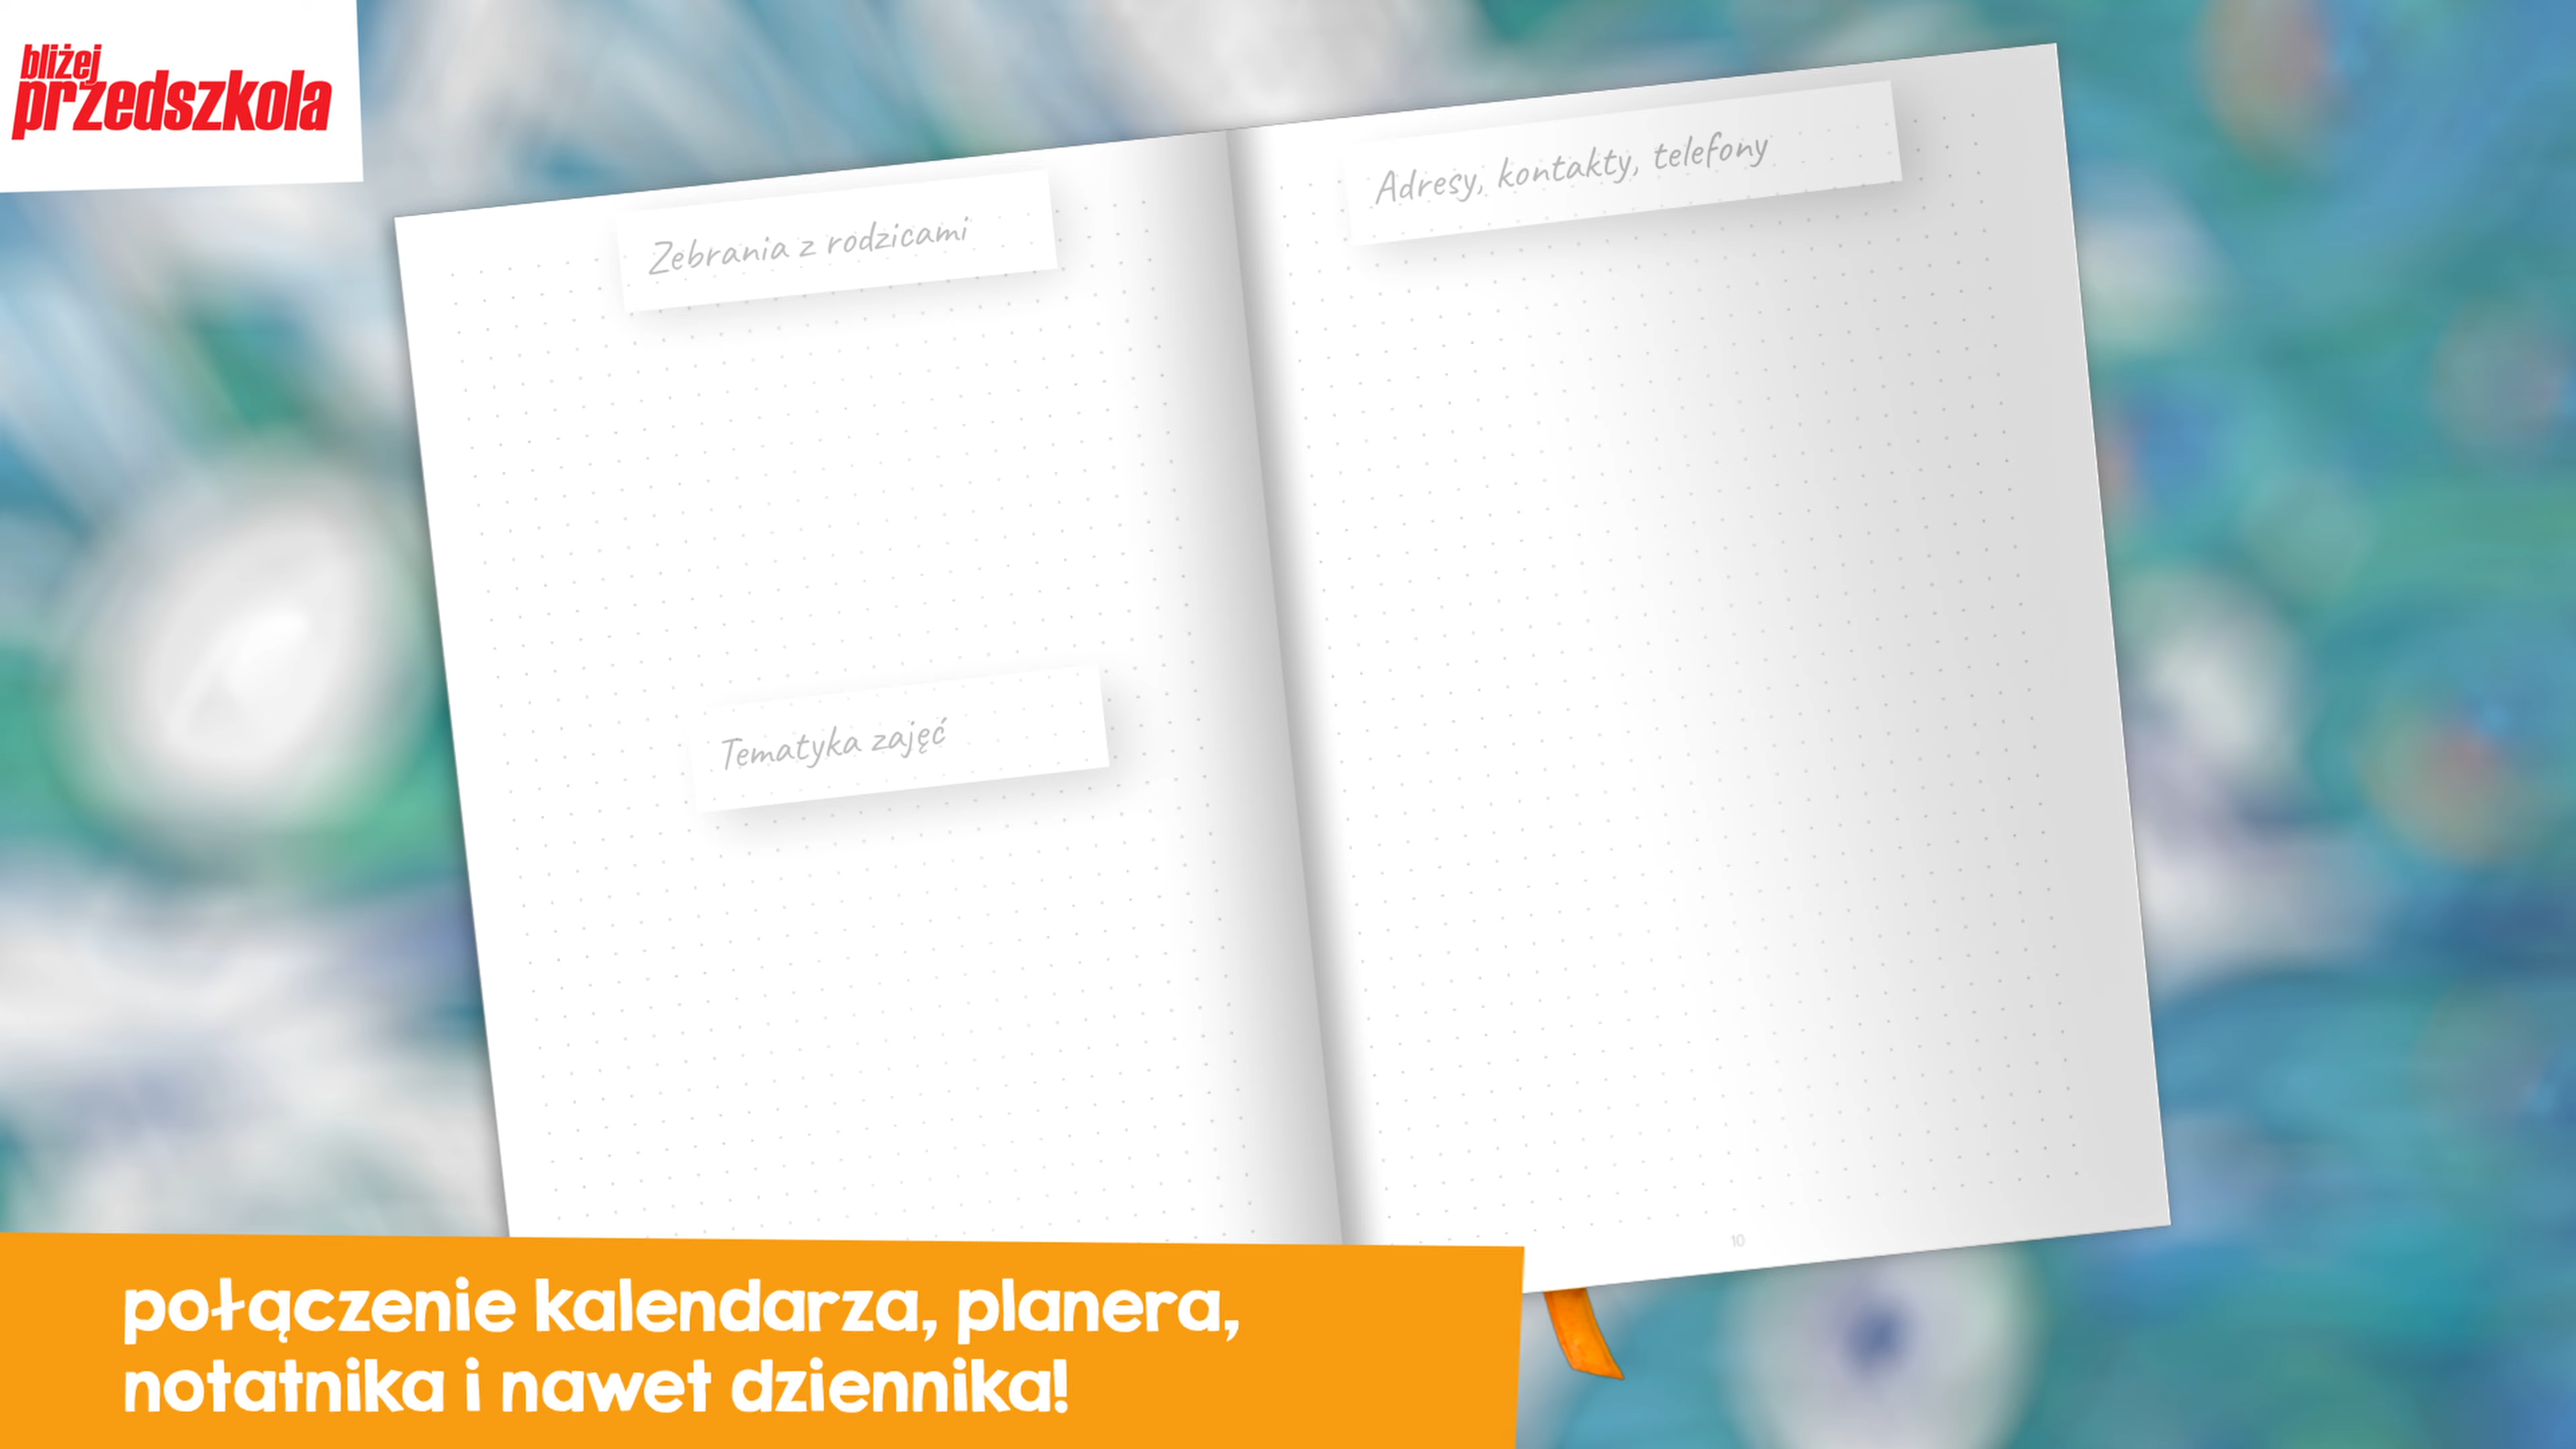 bliżej
przedszkola
Zebrania z rodzicami
Adresy, kontakty, telefony
Tematyka zajęć
10
połączenie kalendarza, planera,
notatnika i nawet dziennika!